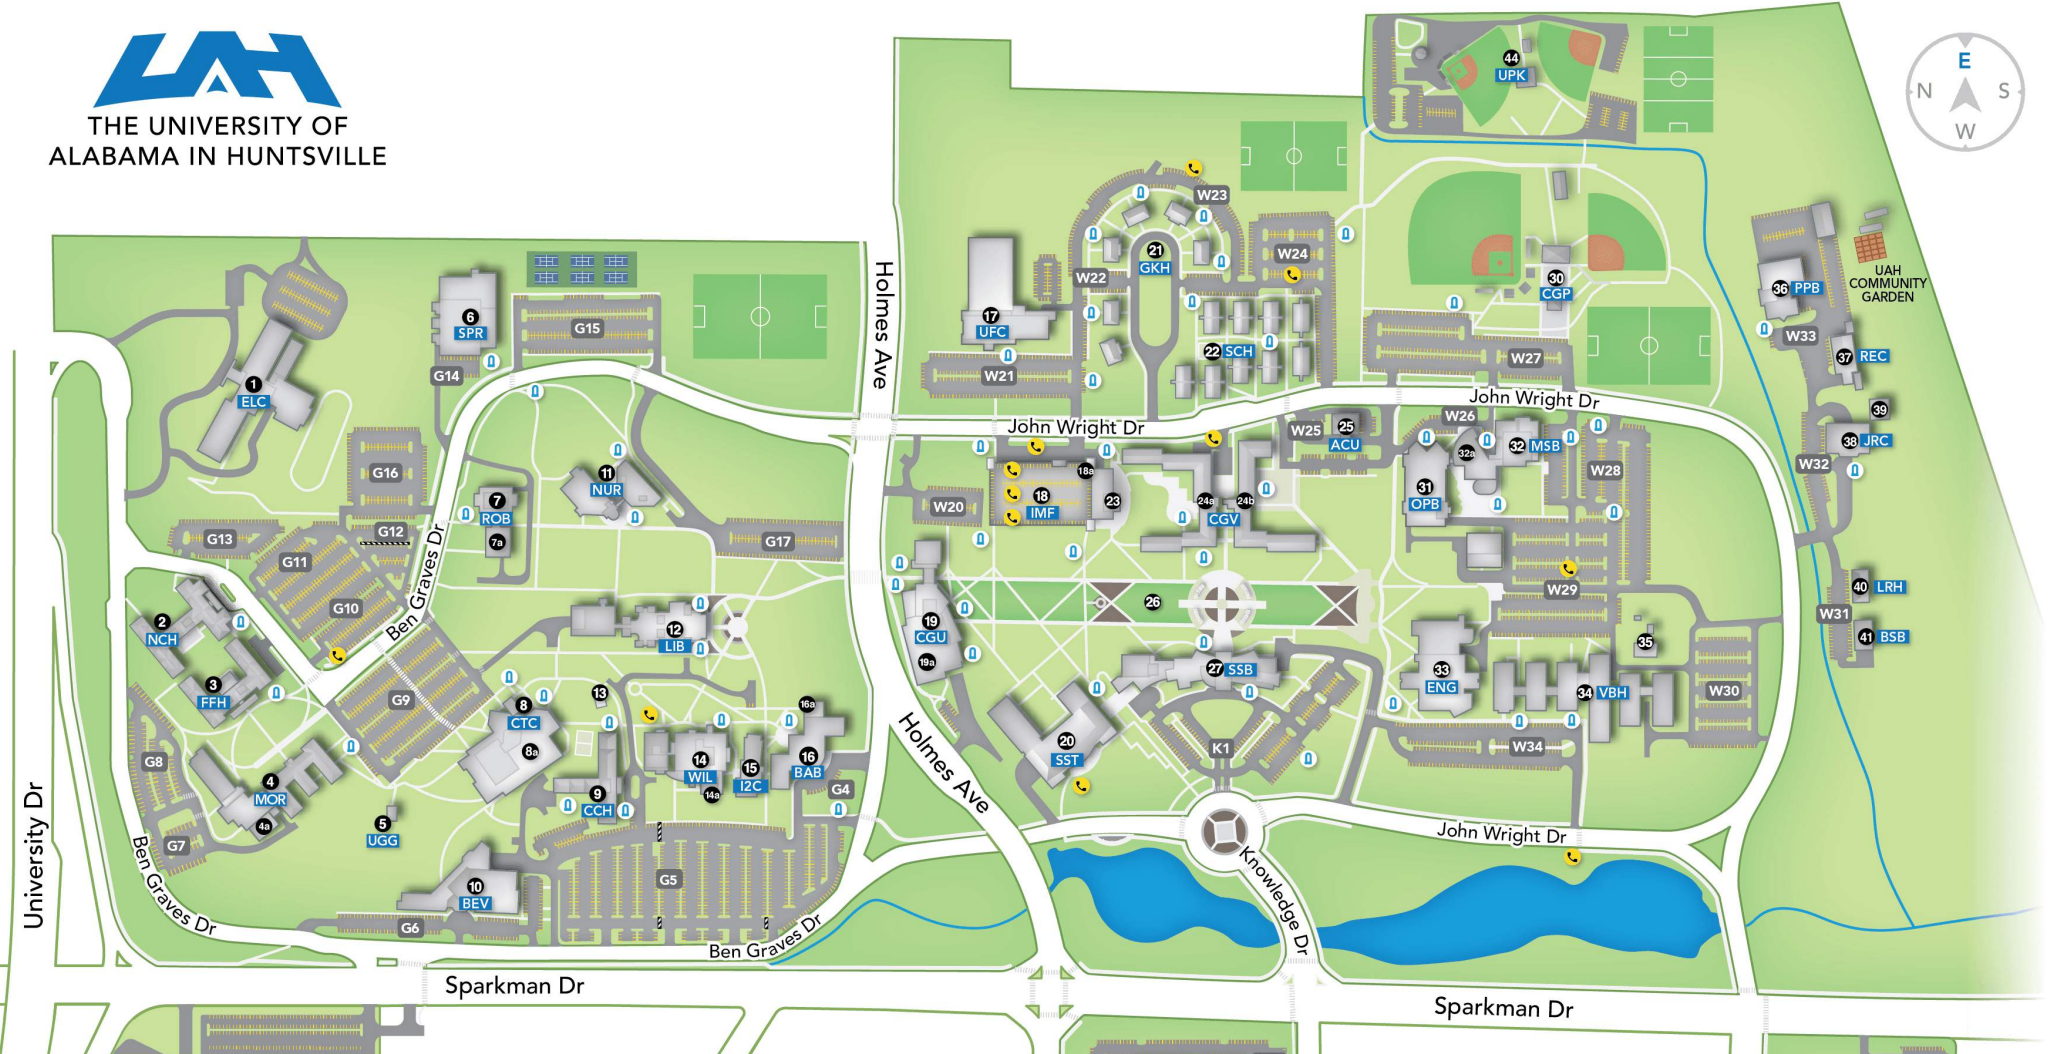 UAH
THE UNIVERSITY OF
ALABAMA IN HUNTSVILLE
E
N
S
W
44
UPK
W23
21
GKH
W24
W22
30
CGP
36
PPB
UAH
COMMUNITY
GARDEN
W33
37
REC
17
UFC
22
SCH
W27
W21
6
SPR
G15
G14
1
ELC
Holmes Ave
John Wright Dr
John Wright Dr
39
38
JRC
W32
W26
W25
25
ACU
32
MSB
32a
31
OPB
W28
18a
18
IMF
23
24a
24b
CGV
W20
11
NUR
G16
7
ROB
7a
G12
G13
G11
G10
G17
Ben Graves Dr
W29
40
LRH
W31
41
BSB
26
19
CGU
19a
12
LIB
2
NCH
3
FFH
G9
8
CTC
8a
13
27
SSB
33
ENG
34
VBH
35
W30
16a
16
BAB
14
WIL
14a
15
I2C
G4
20
SST
K1
W34
G8
4
MOR
4a
5
UGG
9
CCH
G7
Holmes Ave
University Dr
Ben Graves Dr
10
BEV
G6
G5
Ben Graves Dr
John Wright Dr
Knowledge Dr
Sparkman Dr
Sparkman Dr